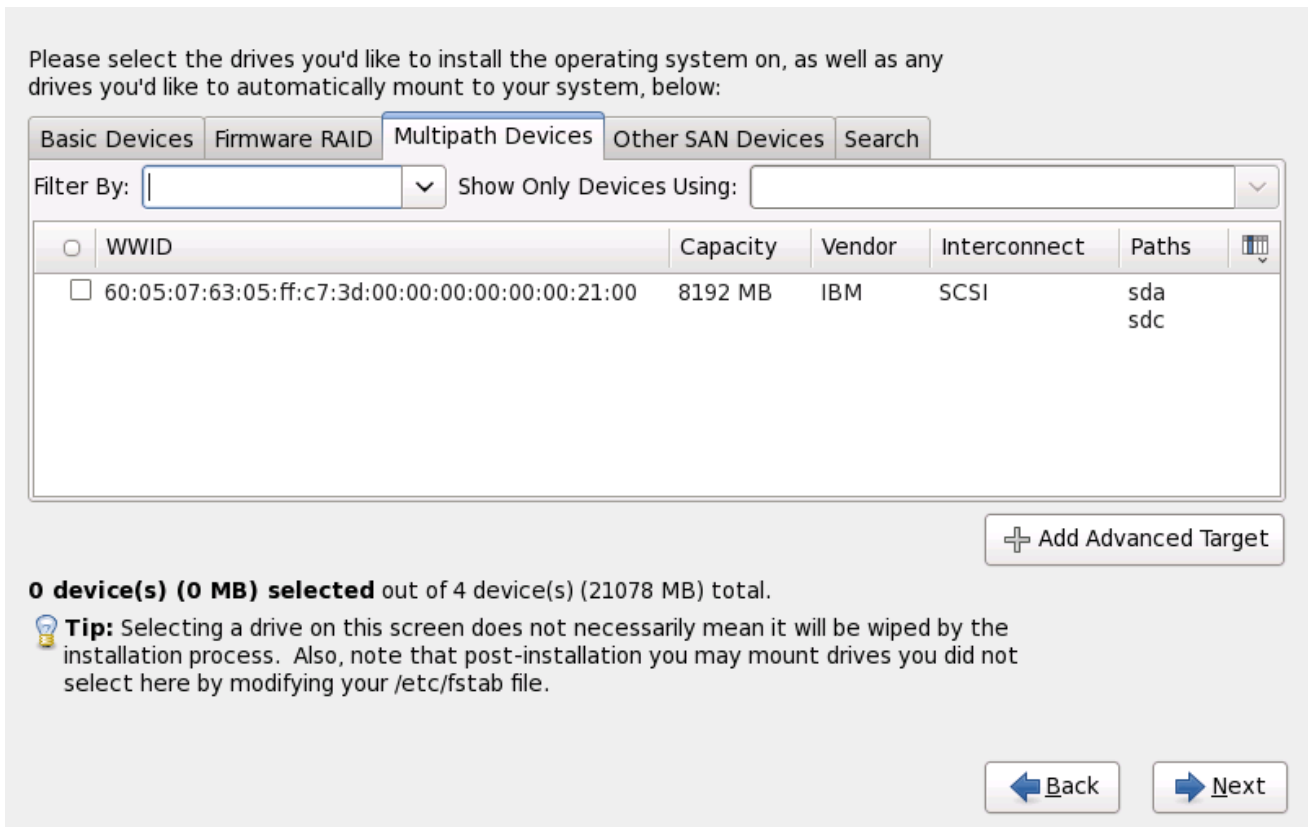 Please select the drives you'd like to install the operating system on, as well as any
drives you'd like to automatically mount to your system, below:
Basic Devices Firmware RAID Multipath Devices Other SAN Devices Search
Filter By: Show Only Devices Using:
WWID Capacity Vendor Interconnect Paths
60:05:07:63:05:ff:c7:3d:00:00:00:00:00:00:21:00 8192 MB IBM SCSI sda
sdc
Add Advanced Target
0 device(s) (0 MB) selected out of 4 device(s) (21078 MB) total.
Tip: Selecting a drive on this screen does not necessarily mean it will be wiped by the
installation process. Also, note that post-installation you may mount drives you did not
select here by modifying your /etc/fstab file.
Back Next